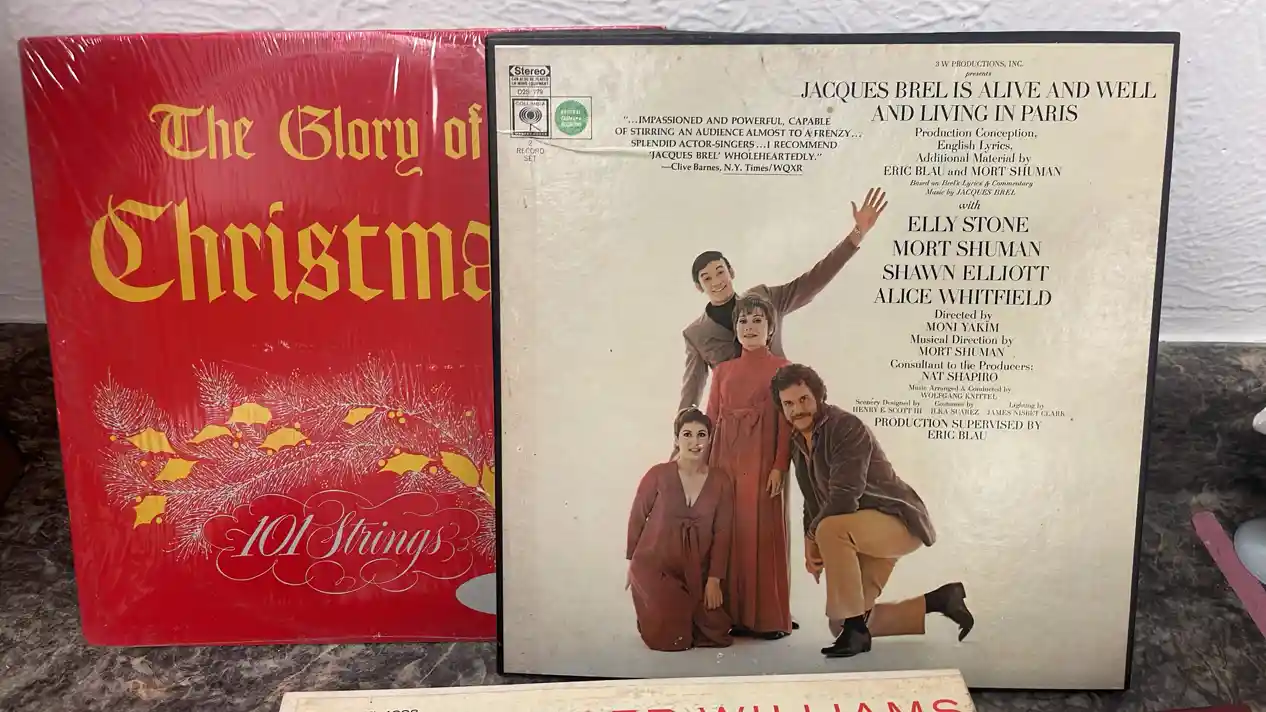 The Glory of
Christma
101 Strings
Stereo
D2S 779
COLUMBIA
2
RECORD
SET
"...IMPASSIONED AND POWERFUL, CAPABLE
OF STIRRING AN AUDIENCE ALMOST TO A FRENZY...
SPLENDID ACTOR-SINGERS...I RECOMMEND
'JACQUES BREL' WHOLEHEARTEDLY."
—Clive Barnes, N.Y. Times/WQXR
3 W PRODUCTIONS, INC.
presents
JACQUES BREL IS ALIVE AND WELL
AND LIVING IN PARIS
Production Conception,
English Lyrics,
Additional Material by
ERIC BLAU and MORT SHUMAN
Based on Brel's Lyrics & Commentary
Music by JACQUES BREL
with
ELLY STONE
MORT SHUMAN
SHAWN ELLIOTT
ALICE WHITFIELD
Directed by
MONI YAKIM
Musical Direction by
MORT SHUMAN
Consultant to the Producers:
NAT SHAPIRO
Music Arranged & Conducted by
WOLFGANG KNITTEL
Scenery Designed by Costumes by Lighting by
HENRY E. SCOTT III ILKA SUAREZ JAMES NISBET CLARK
PRODUCTION SUPERVISED BY
ERIC BLAU
WILLIAMS